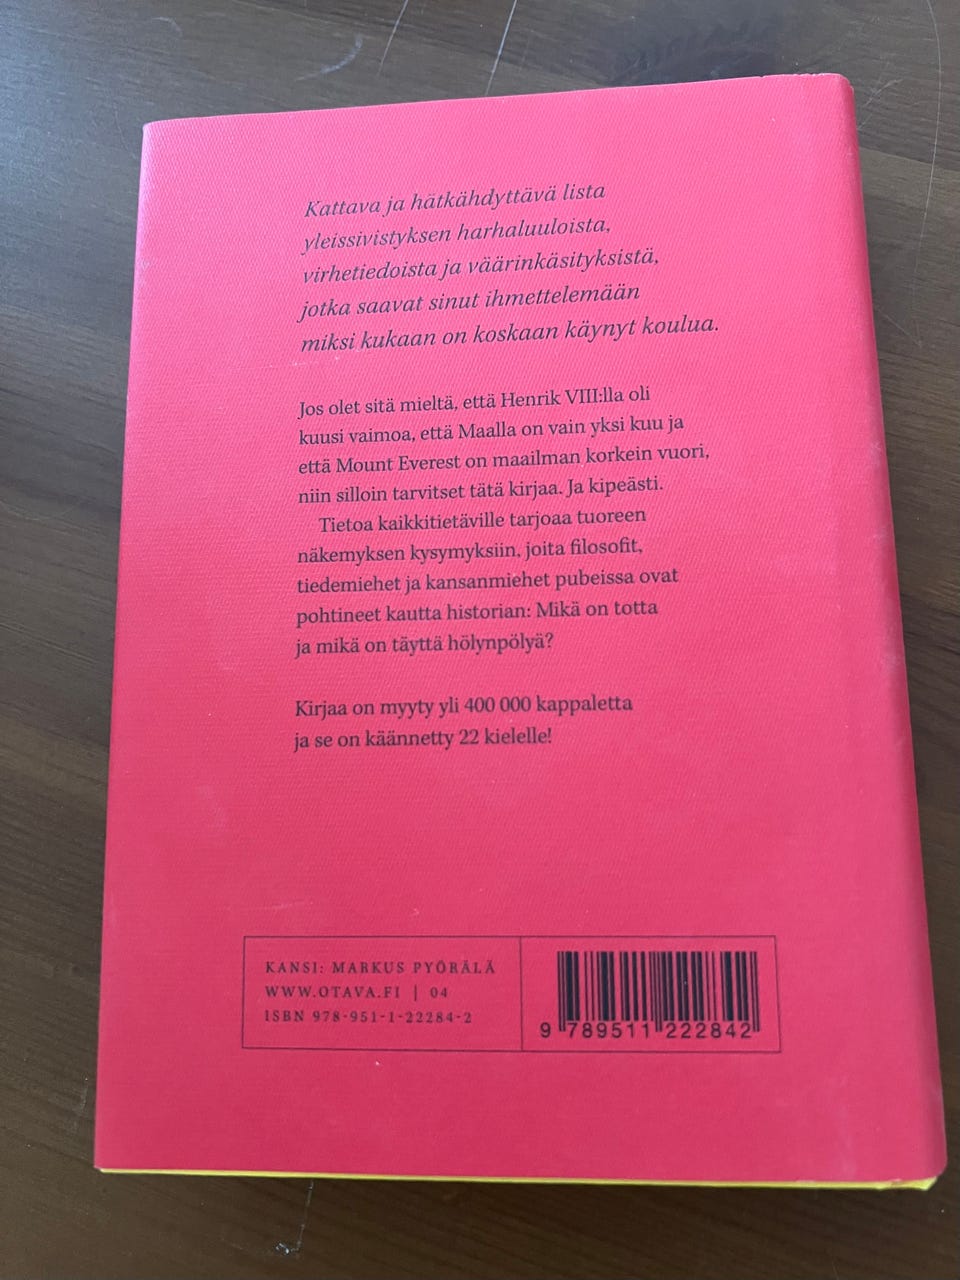 Kattava ja hätkähdyttävä lista
yleissivistyksen harhaluuloista,
virhetiedoista ja väärinkäsityksistä,
jotka saavat sinut ihmettelemään
miksi kukaan on koskaan käynyt koulua.
Jos olet sitä mieltä, että Henrik VIII:lla oli
kuusi vaimoa, että Maalla on vain yksi kuu ja
että Mount Everest on maailman korkein vuori,
niin silloin tarvitset tätä kirjaa. Ja kipeästi.
Tietoa kaikkitietäville tarjoaa tuoreen
näkemyksen kysymyksiin, joita filosofit,
tiedemiehet ja kansanmiehet pubeissa ovat
pohtineet kautta historian: Mikä on totta
ja mikä on täyttä hölynpölyä?
Kirjaa on myyty yli 400 000 kappaletta
ja se on käännetty 22 kielelle!
KANSI: MARKUS PYÖRÄLÄ
WWW.OTAVA.FI | 04
ISBN 978-951-1-22284-2
9 789511 222842